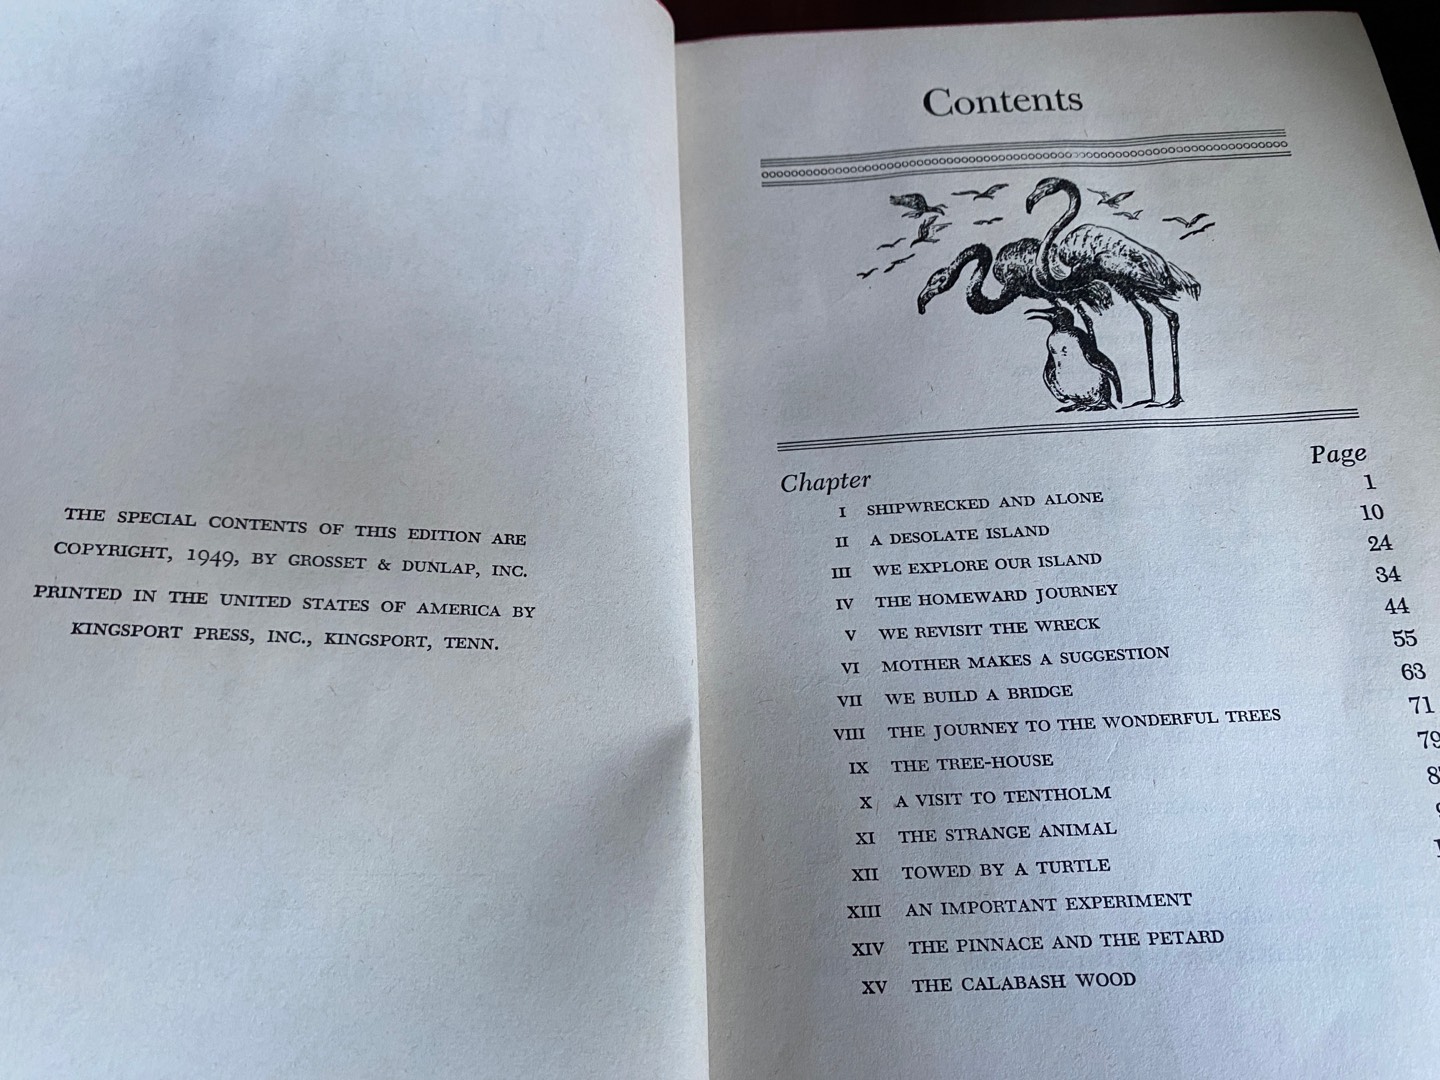 THE SPECIAL CONTENTS OF THIS EDITION ARE
COPYRIGHT, 1949, BY GROSSET & DUNLAP, INC.
PRINTED IN THE UNITED STATES OF AMERICA BY
KINGSPORT PRESS, INC., KINGSPORT, TENN.
Contents
Chapter Page
I SHIPWRECKED AND ALONE 1
II A DESOLATE ISLAND 10
III WE EXPLORE OUR ISLAND 24
IV THE HOMEWARD JOURNEY 34
V WE REVISIT THE WRECK 44
VI MOTHER MAKES A SUGGESTION 55
VII WE BUILD A BRIDGE 63
VIII THE JOURNEY TO THE WONDERFUL TREES 71
IX THE TREE-HOUSE 79
X A VISIT TO TENTHOLM
XI THE STRANGE ANIMAL
XII TOWED BY A TURTLE
XIII AN IMPORTANT EXPERIMENT
XIV THE PINNACE AND THE PETARD
XV THE CALABASH WOOD